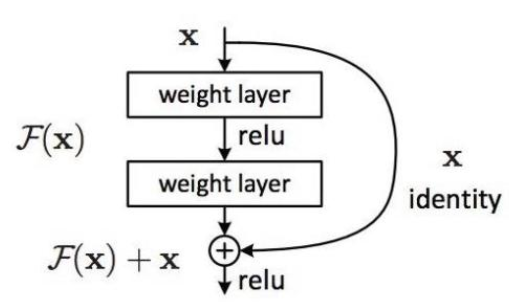 x
weight layer
relu
F(x)
weight layer
x
identity
F(x) + x
+
relu